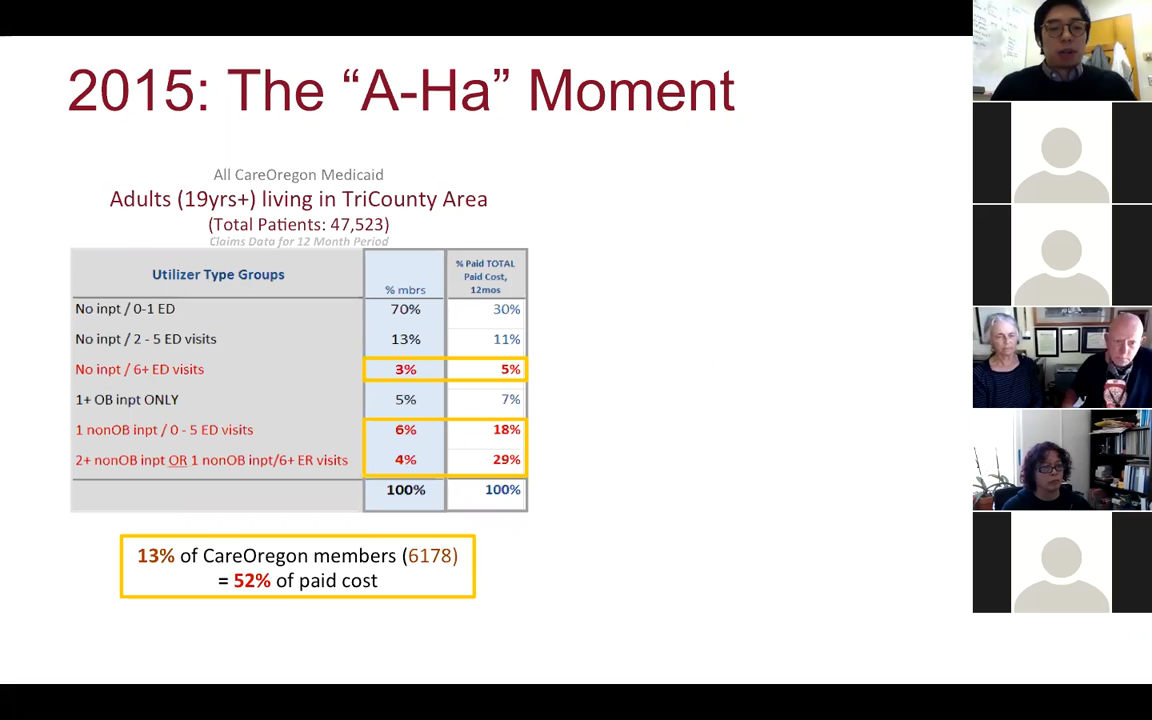 2015: The “A-Ha” Moment
All CareOregon Medicaid
Adults (19yrs+) living in TriCounty Area
(Total Patients: 47,523)
Claims Data for 12 Month Period
Utilizer Type Groups % mbrs % Paid TOTAL Paid Cost, 12mos
No inpt / 0-1 ED 70% 30%
No inpt / 2 - 5 ED visits 13% 11%
No inpt / 6+ ED visits 3% 5%
1+ OB inpt ONLY 5% 7%
1 nonOB inpt / 0 - 5 ED visits 6% 18%
2+ nonOB inpt OR 1 nonOB inpt/6+ ER visits 4% 29%
100% 100%
13% of CareOregon members (6178)
= 52% of paid cost